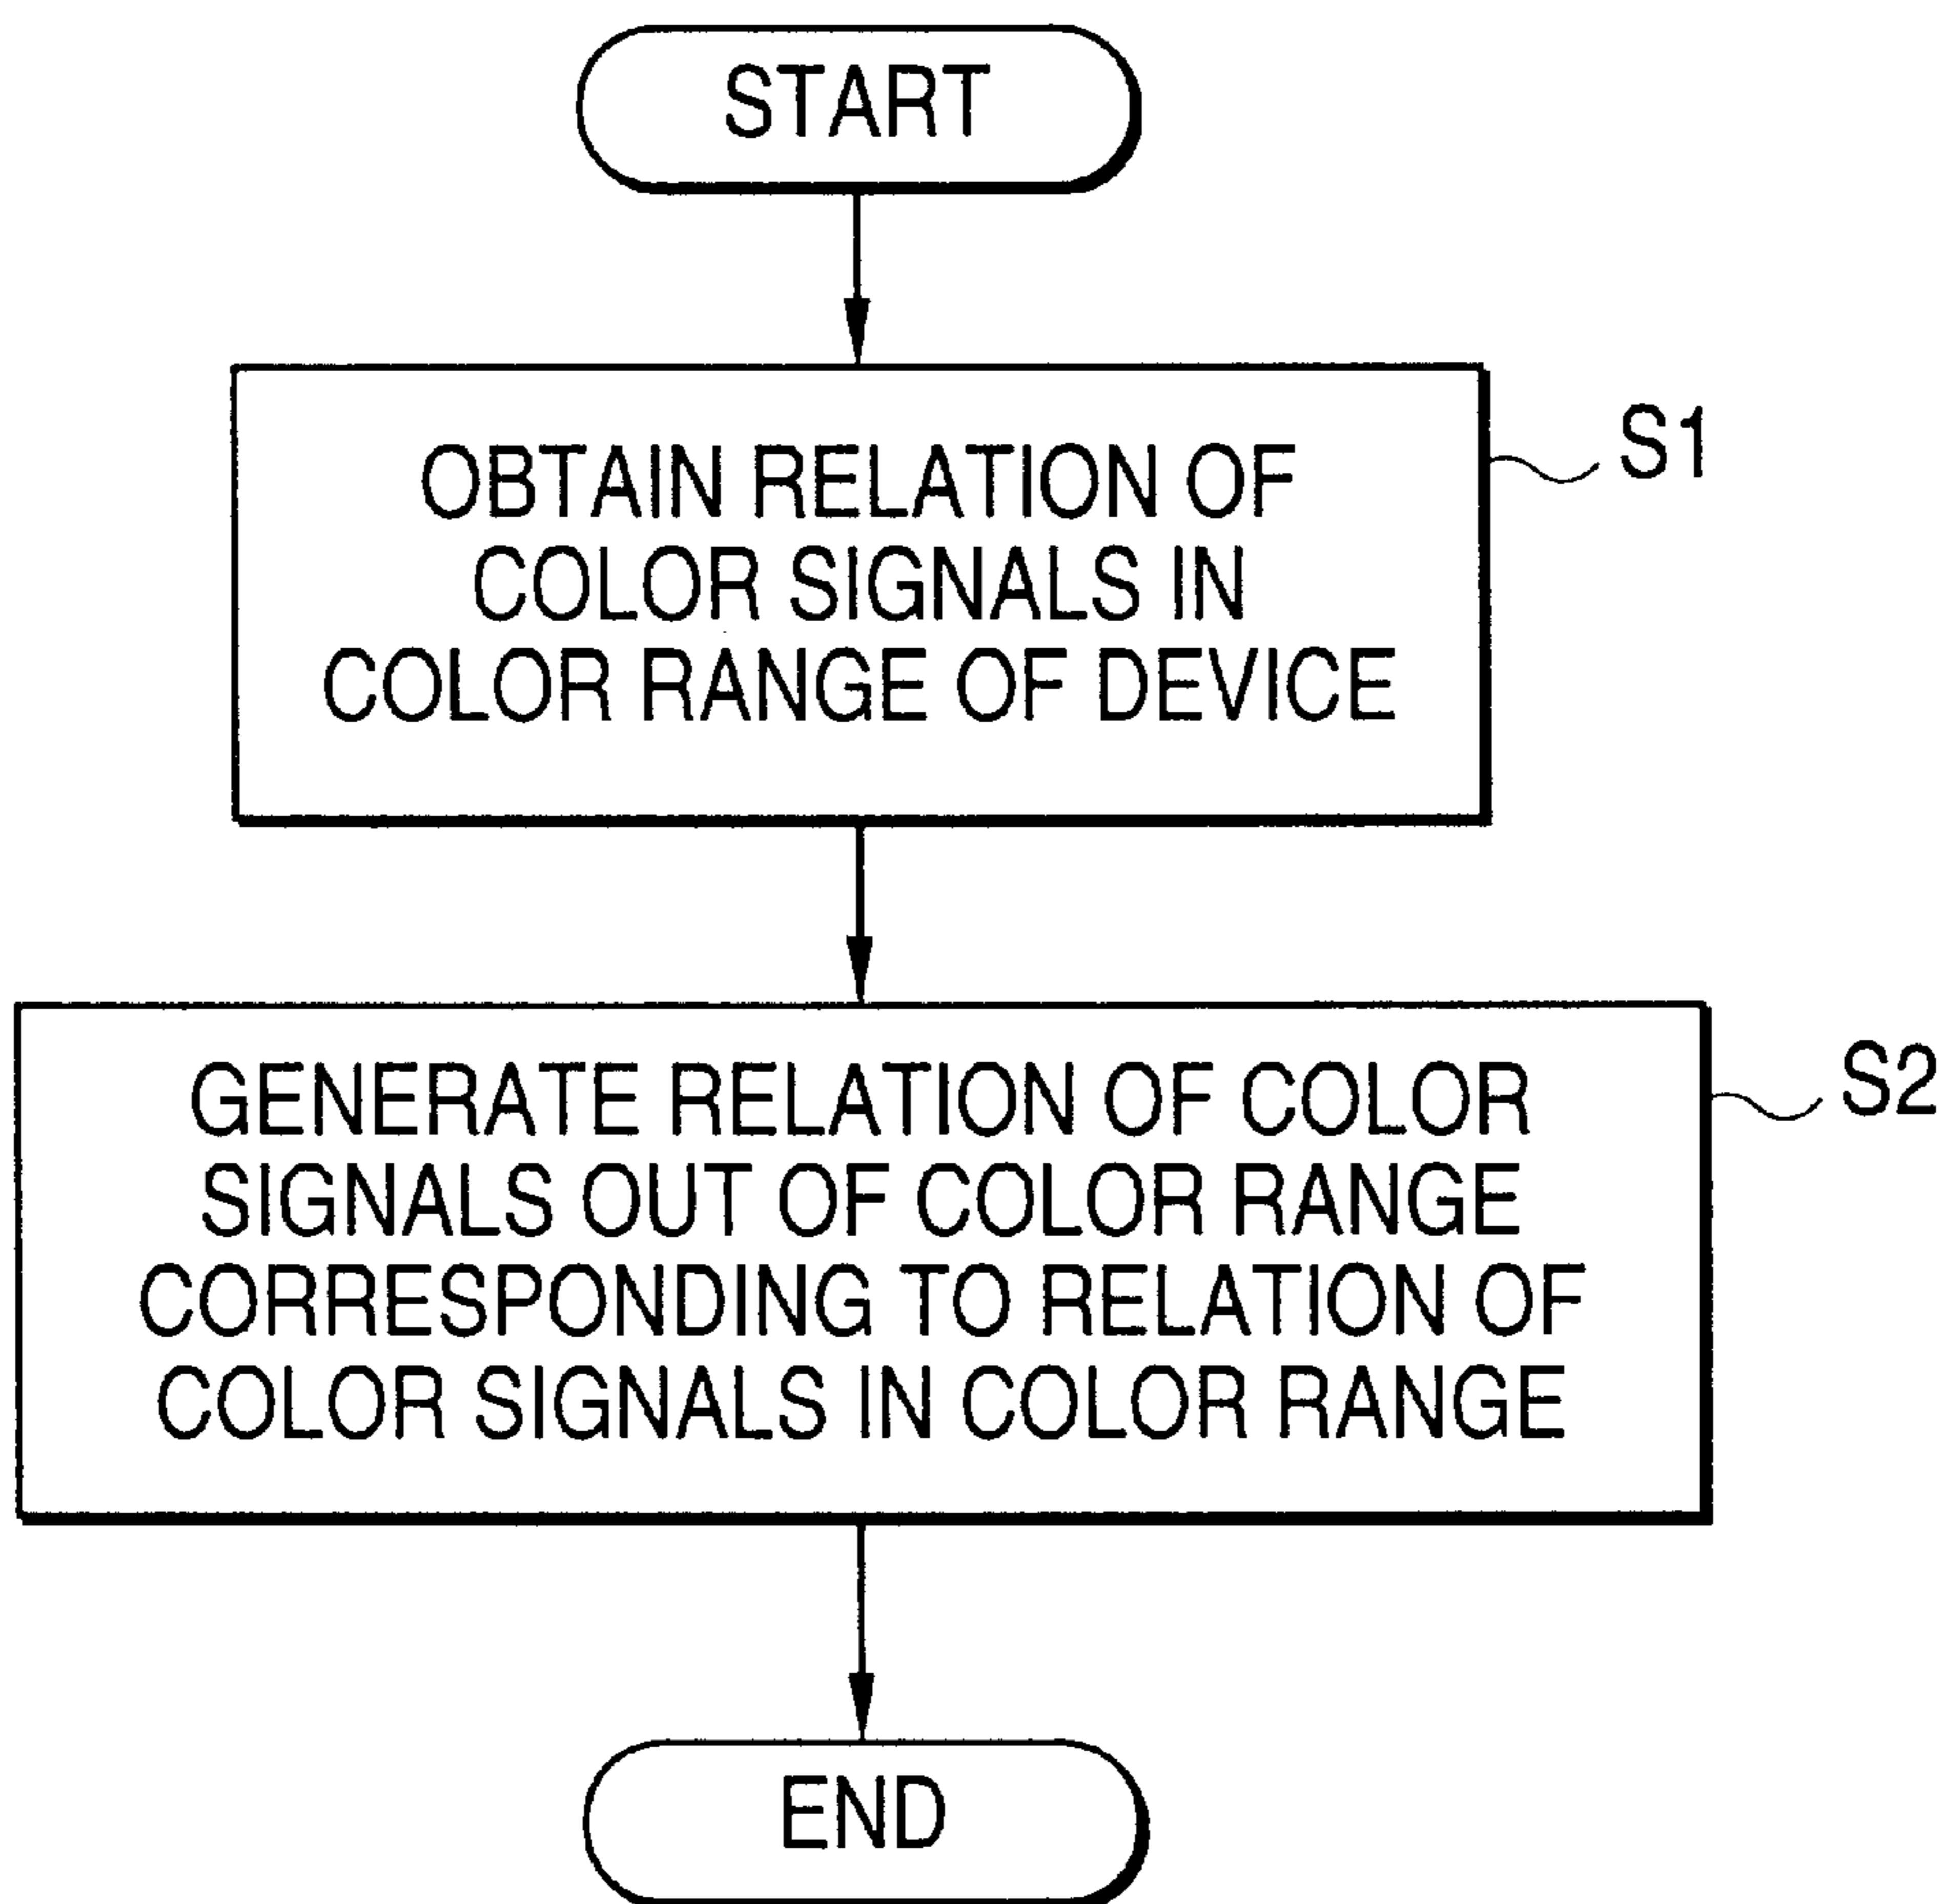 START
OBTAIN RELATION OF
COLOR SIGNALS IN
COLOR RANGE OF DEVICE
S1
GENERATE RELATION OF COLOR
SIGNALS OUT OF COLOR RANGE
CORRESPONDING TO RELATION OF
COLOR SIGNALS IN COLOR RANGE
S2
END